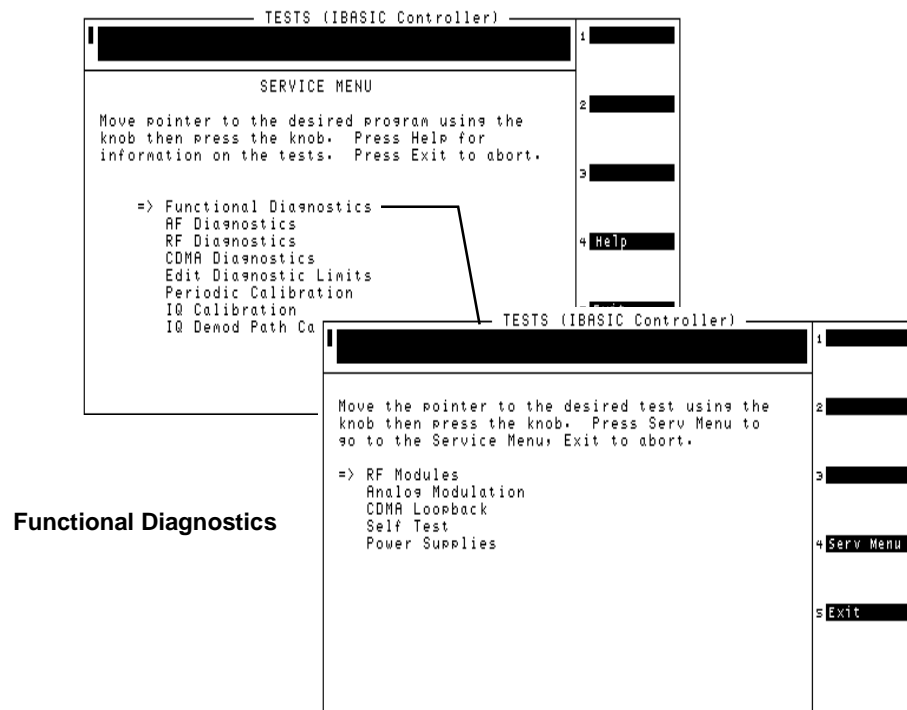 TESTS (IBASIC Controller)
1
SERVICE MENU
Move pointer to the desired program using the
knob then press the knob. Press Help for
information on the tests. Press Exit to abort.
2
3
=> Functional Diagnostics
AF Diagnostics
RF Diagnostics
CDMA Diagnostics
Edit Diagnostic Limits
Periodic Calibration
IQ Calibration
IQ Demod Path Ca
4 Help
TESTS (IBASIC Controller)
1
Move the pointer to the desired test using the
knob then press the knob. Press Serv Menu to
go to the Service Menu, Exit to abort.
2
=> RF Modules
Analog Modulation
CDMA Loopback
Self Test
Power Supplies
3
4 Serv Menu
5 Exit
Functional Diagnostics